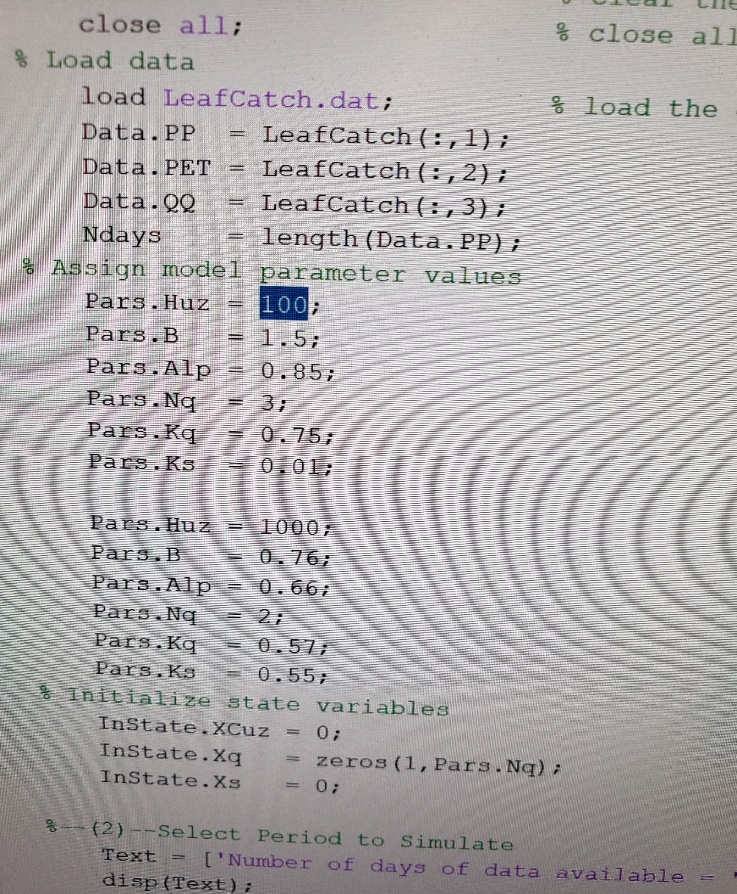 close all; % close all
% Load data
load LeafCatch.dat; % load the
Data.PP = LeafCatch(:,1);
Data.PET = LeafCatch(:,2);
Data.QQ = LeafCatch(:,3);
Ndays = length(Data.PP);
% Assign model parameter values
Pars.Huz = 100;
Pars.B = 1.5;
Pars.Alp = 0.85;
Pars.Nq = 3;
Pars.Kq = 0.75;
Pars.Ks = 0.01;
Pars.Huz = 1000;
Pars.B = 0.76;
Pars.Alp = 0.66;
Pars.Nq = 2;
Pars.Kq = 0.57;
Pars.Ks = 0.55;
% Initialize state variables
InState.XCuz = 0;
InState.Xq = zeros(1,Pars.Nq);
InState.Xs = 0;
%--(2)--Select Period to Simulate
Text = ['Number of days of data available = '
disp(Text);